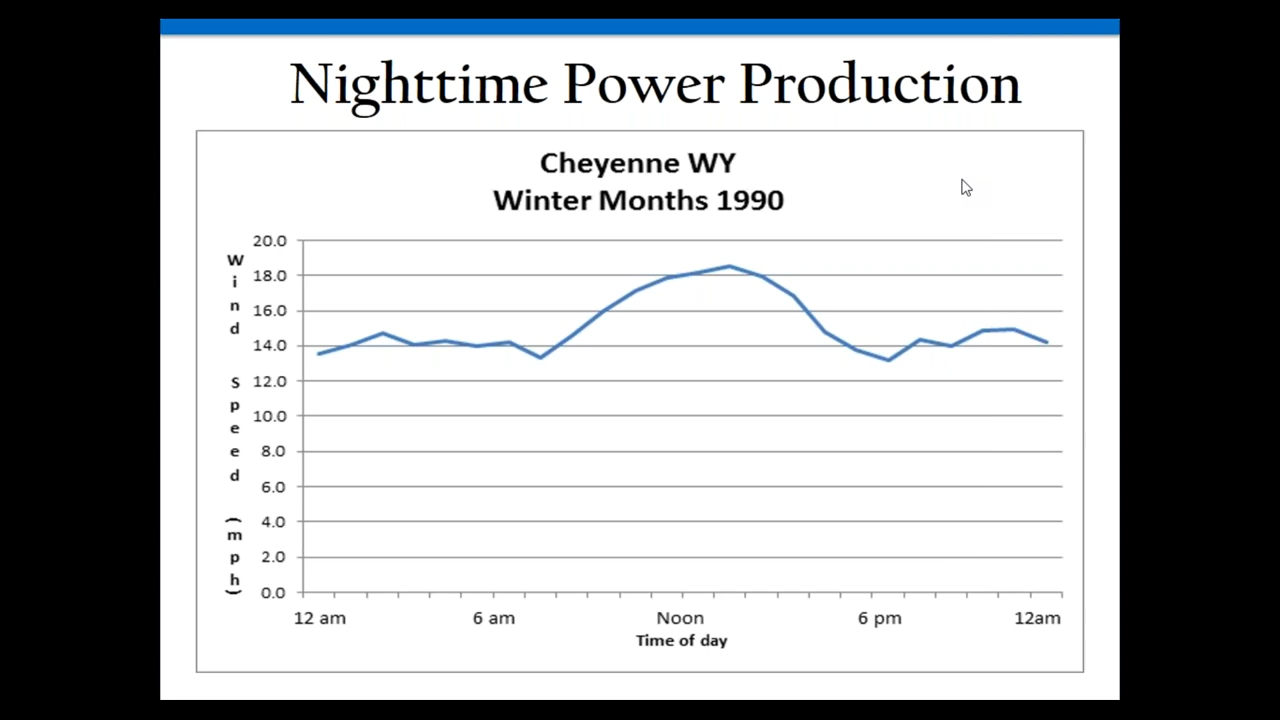 Nighttime Power Production
Cheyenne WY
Winter Months 1990
Wind Speed (mph)
20.0
18.0
16.0
14.0
12.0
10.0
8.0
6.0
4.0
2.0
0.0
12 am 6 am Noon 6 pm 12am
Time of day